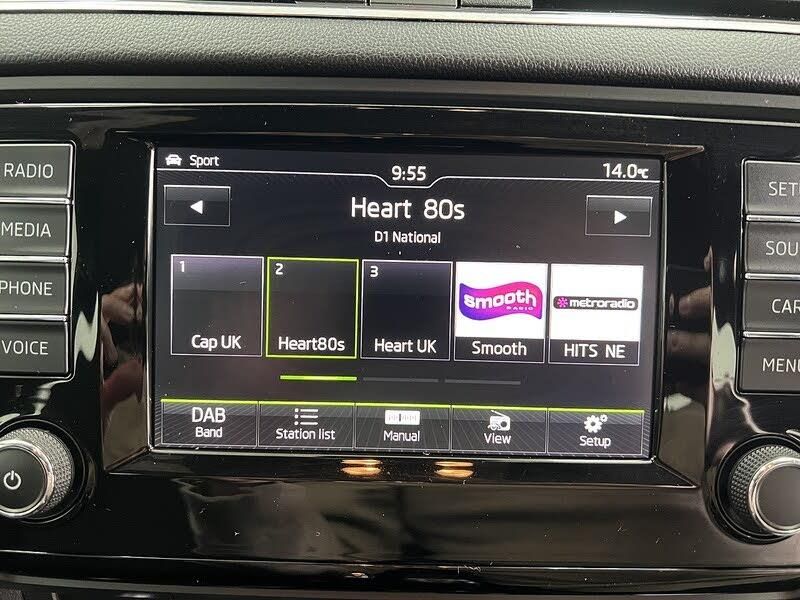 Sport
9:55
14.0°C
Heart 80s
D1 National
1
2
3
smooth
RADIO
metroradio
Cap UK
Heart80s
Heart UK
Smooth
HITS NE
DAB
Band
Station list
Manual
View
Setup
RADIO
MEDIA
PHONE
VOICE
SET
SOU
CAR
MENU